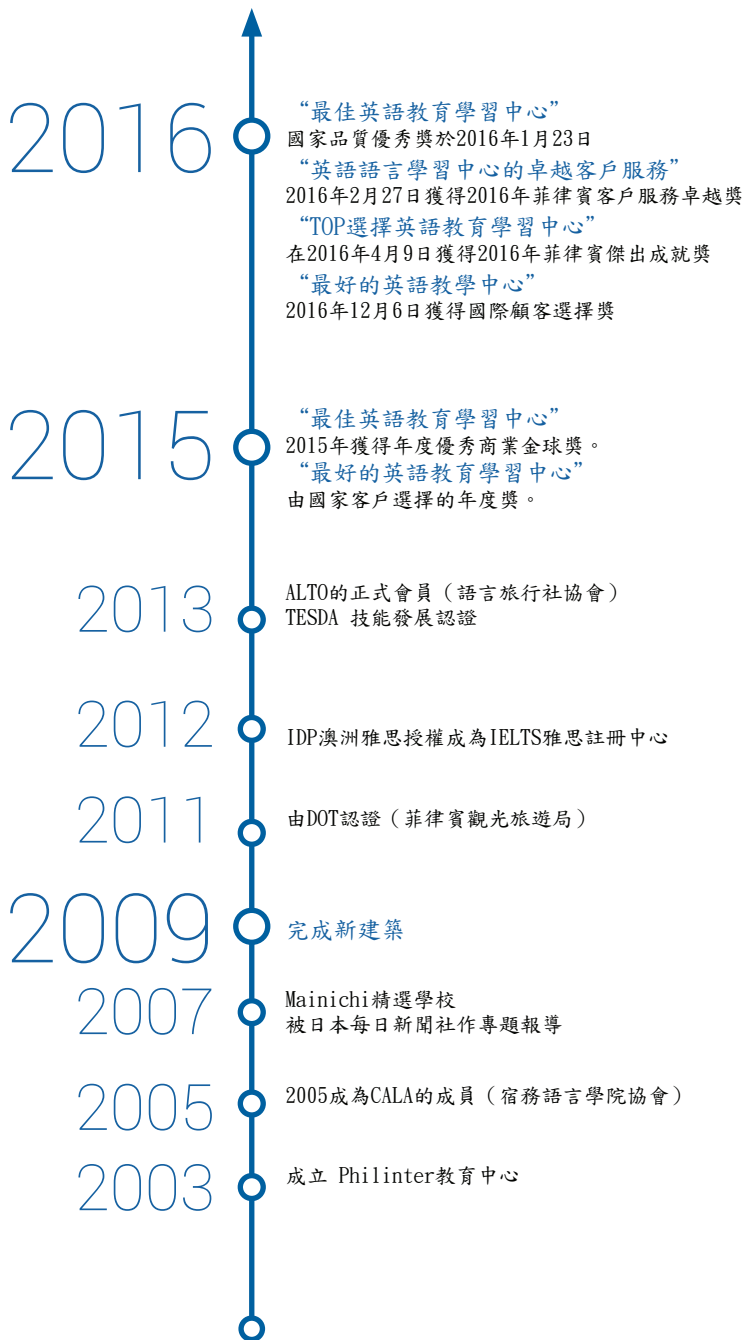 2016
“最佳英語教育學習中心”
國家品質優秀獎於2016年1月23日
“英語語言學習中心的卓越客戶服務”
2016年2月27日獲得2016年菲律賓客戶服務卓越獎
“TOP選擇英語教育學習中心”
在2016年4月9日獲得2016年菲律賓傑出成就獎
“最好的英語教學中心”
2016年12月6日獲得國際顧客選擇獎
2015
“最佳英語教育學習中心”
2015年獲得年度優秀商業金球獎。
“最好的英語教育學習中心”
由國家客戶選擇的年度獎。
2013
ALTO的正式會員（語言旅行社協會）
TESDA 技能發展認證
2012
IDP澳洲雅思授權成為IELTS雅思註冊中心
2011
由DOT認證（菲律賓觀光旅遊局）
2009
完成新建築
2007
Mainichi精選學校
被日本每日新聞社作專題報導
2005
2005成為CALA的成員（宿務語言學院協會）
2003
成立 Philinter教育中心